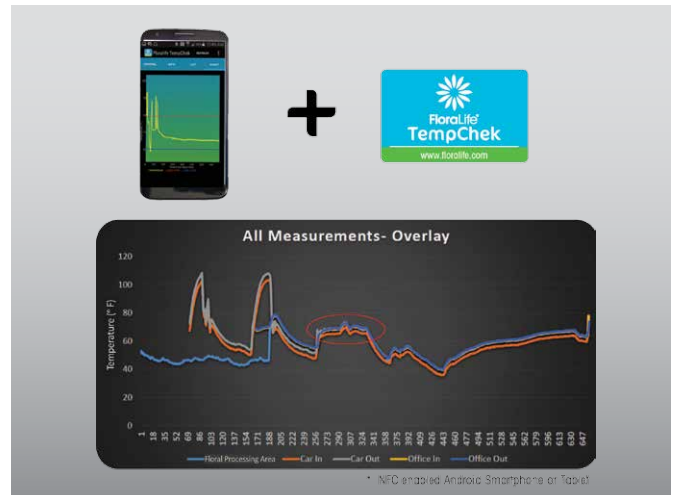 FloraLife TempChek
+
FloraLife®
TempChek
www.floralife.com
All Measurements- Overlay
Temperature (° F)
120
100
80
60
40
20
0
1 18 35 52 69 86 103 120 137 154 171 188 205 222 239 256 273 290 307 324 341 358 375 392 409 426 443 460 477 494 511 528 545 562 579 596 613 630 647
Floral Processing Area Car In Car Out Office In Office Out
* NFC enabled Android Smartphone or Tablet